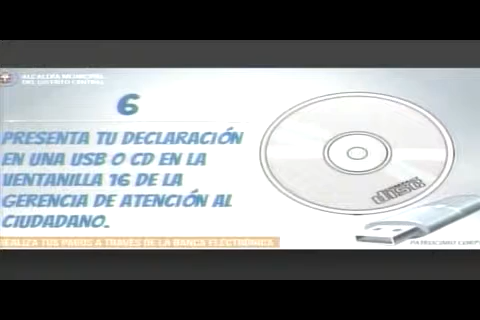 ALCALDÍA MUNICIPAL
DEL DISTRITO CENTRAL
6
PRESENTA TU DECLARACIÓN
EN UNA USB O CD EN LA
VENTANILLA 16 DE LA
GERENCIA DE ATENCIÓN AL
CIUDADANO.
REALIZA TUS PAGOS A TRAVÉS DE LA BANCA ELECTRÓNICA
PATROCINIO